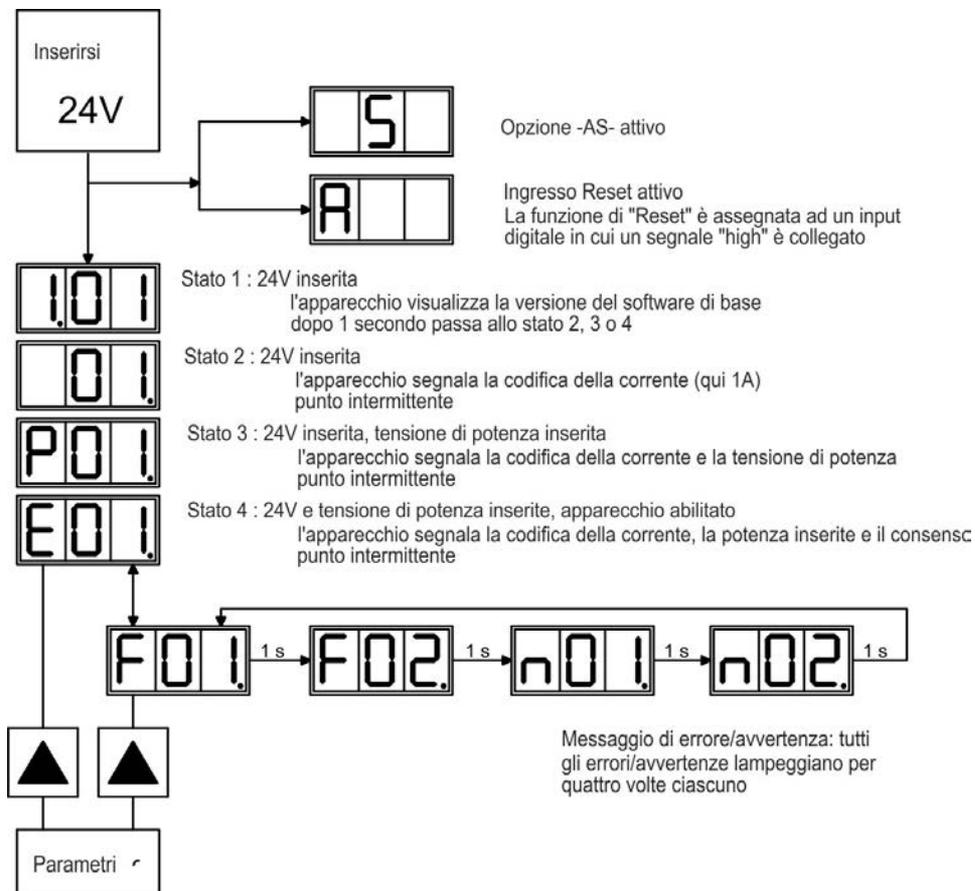 Inserirsi
24V
S
Opzione -AS- attivo
A
Ingresso Reset attivo
La funzione di "Reset" è assegnata ad un input
digitale in cui un segnale "high" è collegato
1.01
Stato 1 : 24V inserita
l'apparecchio visualizza la versione del software di base
dopo 1 secondo passa allo stato 2, 3 o 4
01.
Stato 2 : 24V inserita
l'apparecchio segnala la codifica della corrente (qui 1A)
punto intermittente
P01.
Stato 3 : 24V inserita, tensione di potenza inserita
l'apparecchio segnala la codifica della corrente e la tensione di potenza
punto intermittente
E01.
Stato 4 : 24V e tensione di potenza inserite, apparecchio abilitato
l'apparecchio segnala la codifica della corrente, la potenza inserite e il consenso
punto intermittente
F01. 1 s F02. 1 s n01. 1 s n02. 1 s
Messaggio di errore/avvertenza: tutti
gli errori/avvertenze lampeggiano per
quattro volte ciascuno
Parametri